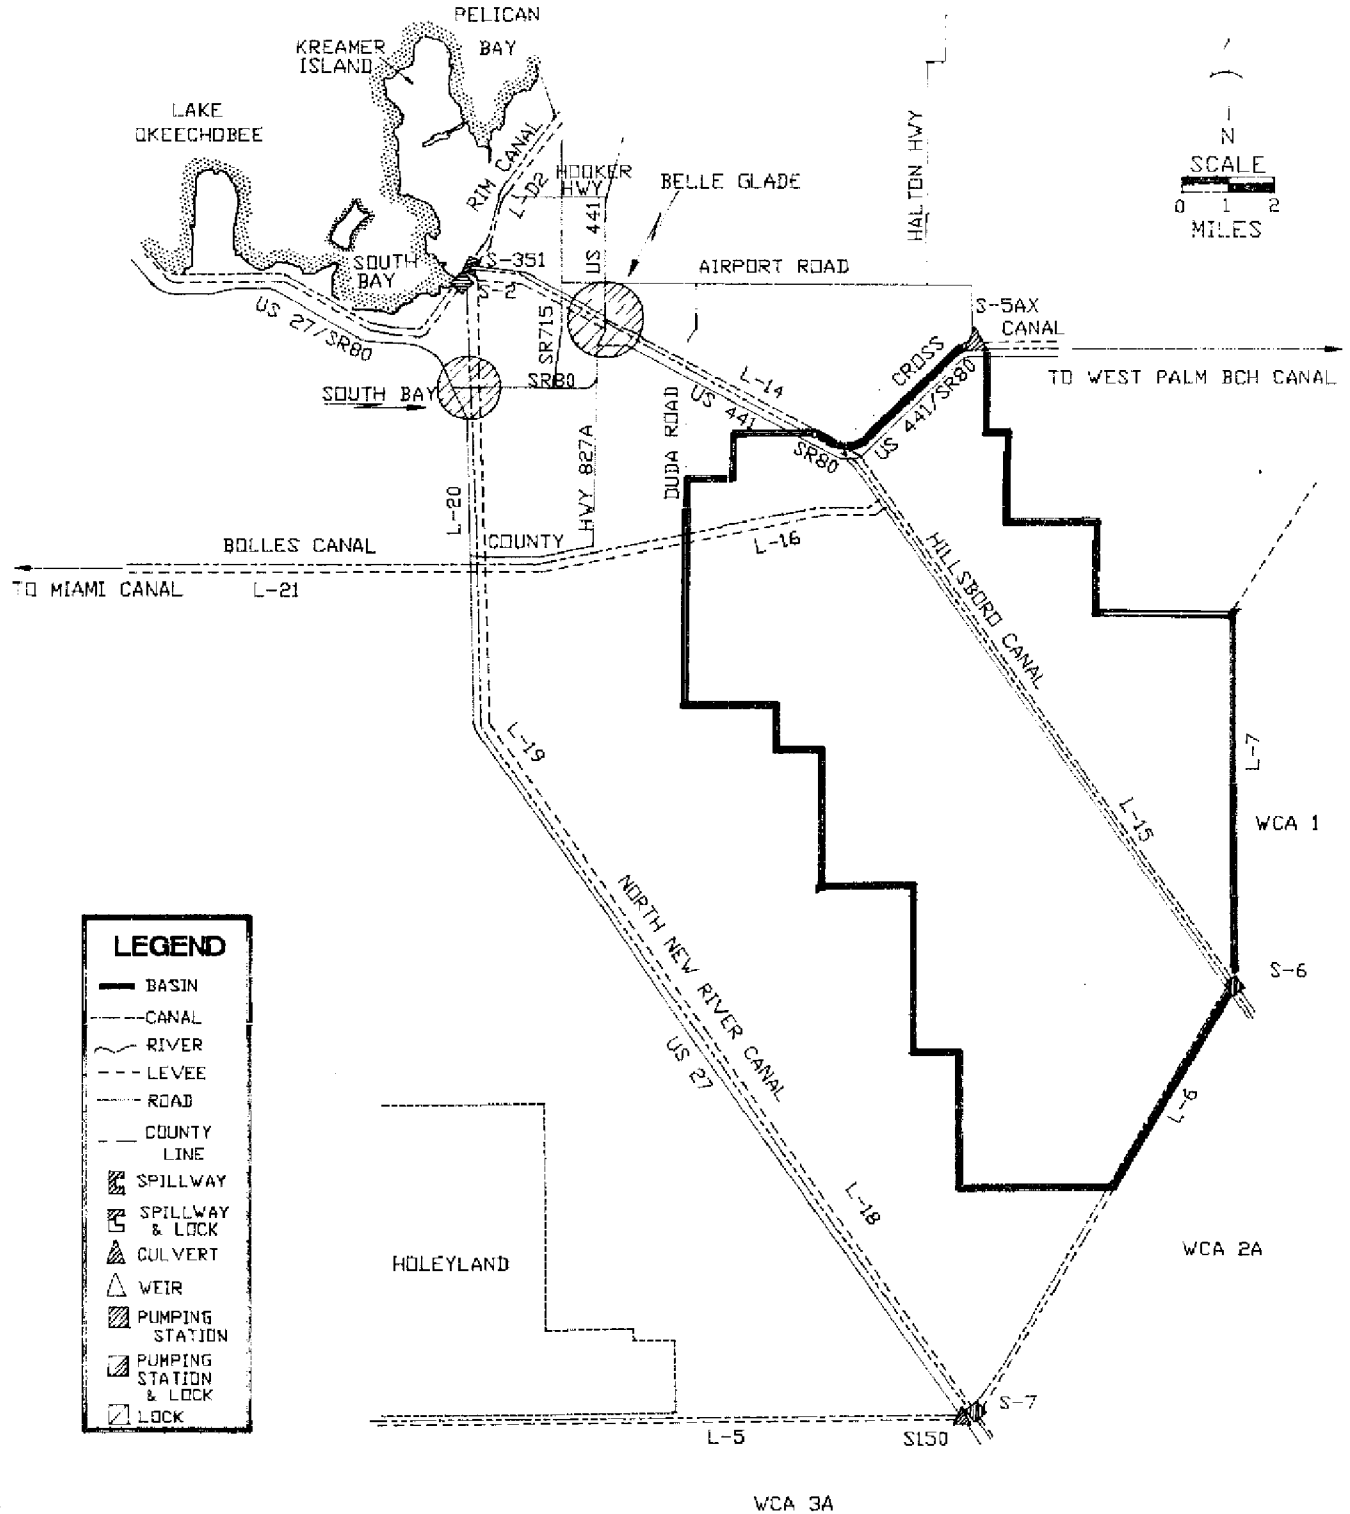 PELICAN
BAY
KREAMER
ISLAND
LAKE
OKEECHOBEE
RIM CANAL
L-D2
HOOKER
HWY
US 441
BELLE GLADE
HALTON HWY
N
SCALE
0 1 2
MILES
SOUTH
BAY
S-351
S-2
AIRPORT ROAD
S-5AX
CANAL
US 27/SR80
SR715
SR80
CROSS
US 441/SR80
TO WEST PALM BCH CANAL
SOUTH BAY
L-14
US 441
SR80
DUDA ROAD
HWY 827A
L-20
COUNTY
BOLLES CANAL
L-16
TO MIAMI CANAL
L-21
HILLSBORO CANAL
L-19
L-7
L-15
WCA 1
NORTH NEW RIVER CANAL
US 27
S-6
L-6
LEGEND
BASIN
CANAL
RIVER
LEVEE
ROAD
COUNTY
LINE
SPILLWAY
SPILLWAY
& LOCK
CULVERT
WEIR
PUMPING
STATION
PUMPING
STATION
& LOCK
LOCK
L-18
HOLEYLAND
WCA 2A
S-7
L-5
S150
WCA 3A